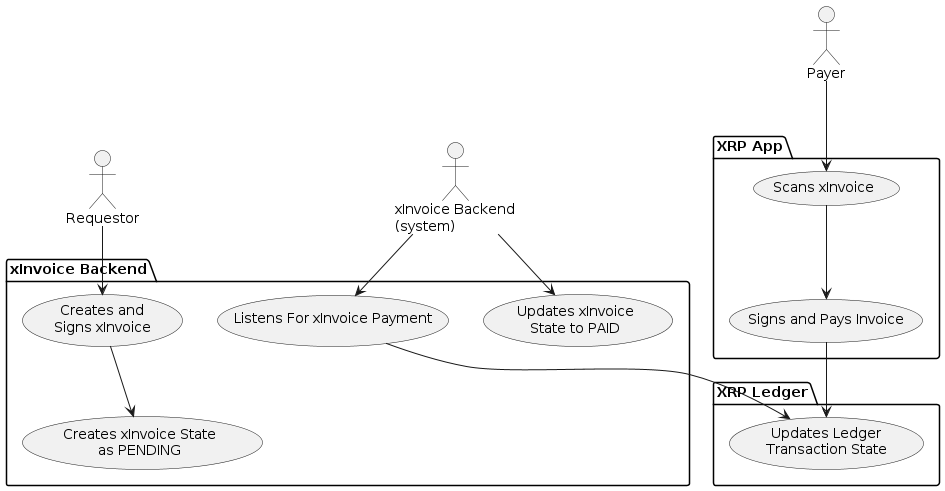 Payer
XRP App
Scans xInvoice
Requestor
xInvoice Backend
(system)
xInvoice Backend
Creates and
Signs xInvoice
Listens For xInvoice Payment
Updates xInvoice
State to PAID
Signs and Pays Invoice
XRP Ledger
Creates xInvoice State
as PENDING
Updates Ledger
Transaction State